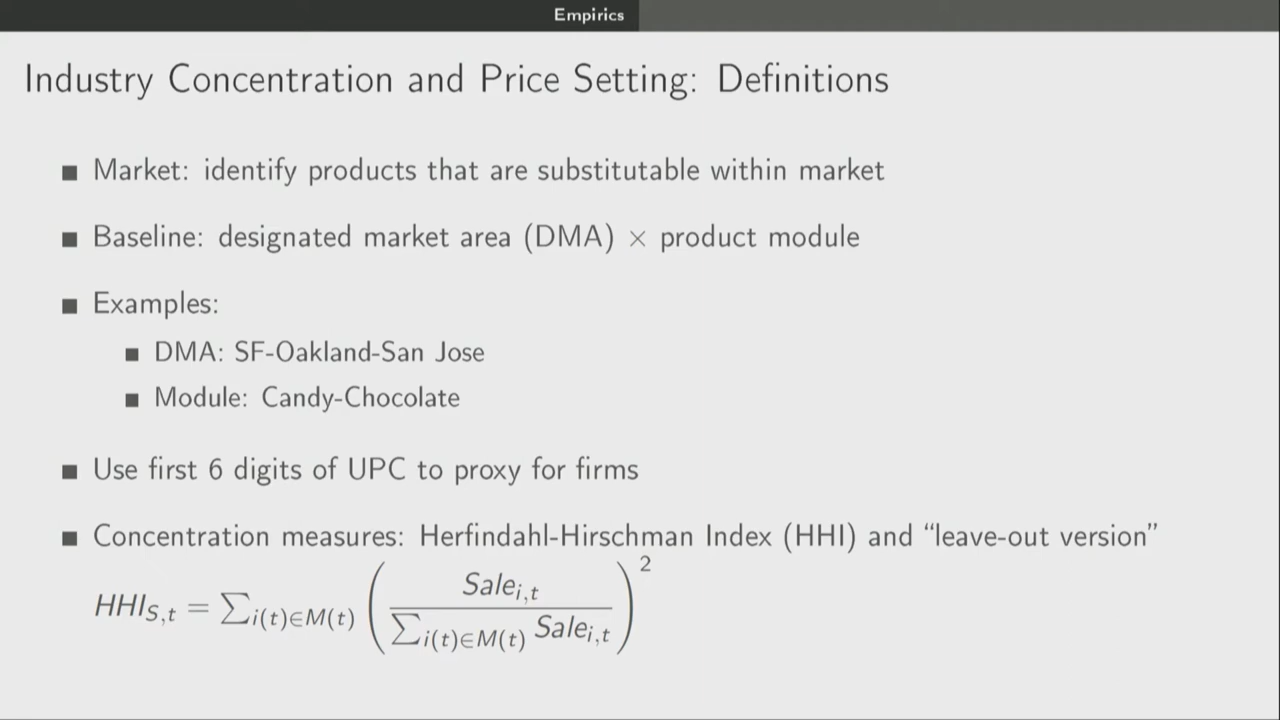 Empirics
Industry Concentration and Price Setting: Definitions
■ Market: identify products that are substitutable within market
■ Baseline: designated market area (DMA) × product module
■ Examples:
■ DMA: SF-Oakland-San Jose
■ Module: Candy-Chocolate
■ Use first 6 digits of UPC to proxy for firms
■ Concentration measures: Herfindahl-Hirschman Index (HHI) and “leave-out version”
HHI_{S,t} = ∑_{i(t)∈M(t)} ( Sale_{i,t} / ∑_{i(t)∈M(t)} Sale_{i,t} )^2